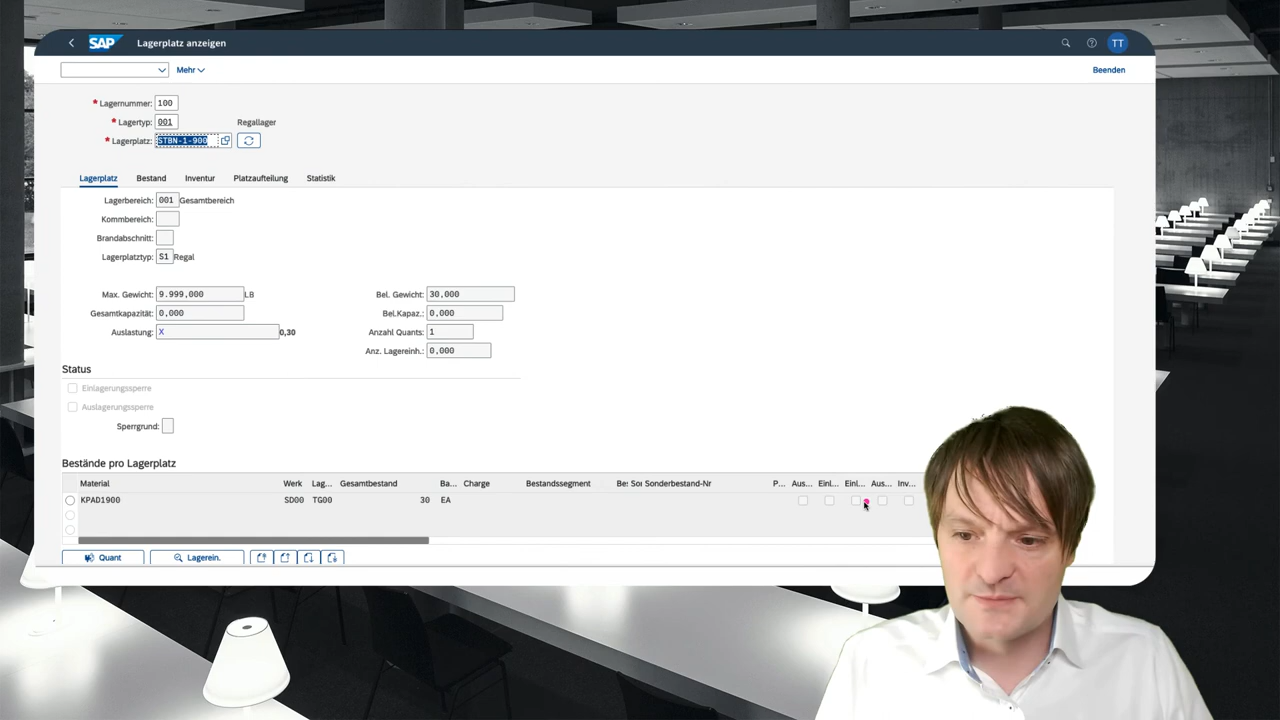 SAP Lagerplatz anzeigen TT
Mehr Beenden
* Lagernummer: 100
* Lagertyp: 001 Regallager
* Lagerplatz: STBN-1-900
Lagerplatz Bestand Inventur Platzaufteilung Statistik
Lagerbereich: 001 Gesamtbereich
Kommbereich:
Brandabschnitt:
Lagerplatztyp: S1 Regal
Max. Gewicht: 9.999,000 LB Bel. Gewicht: 30,000
Gesamtkapazität: 0,000 Bel.Kapaz.: 0,000
Auslastung: X 0,30 Anzahl Quants: 1
Anz. Lagereinh.: 0,000
Status
Einlagerungssperre
Auslagerungssperre
Sperrgrund:
Bestände pro Lagerplatz
Material Werk Lag... Gesamtbestand Ba... Charge Bestandssegment Be: Sor Sonderbestand-Nr P... Aus... Einl... Einl... Aus... Inv...
KPAD1900 SD00 TG00 30 EA
Quant Lagerein.